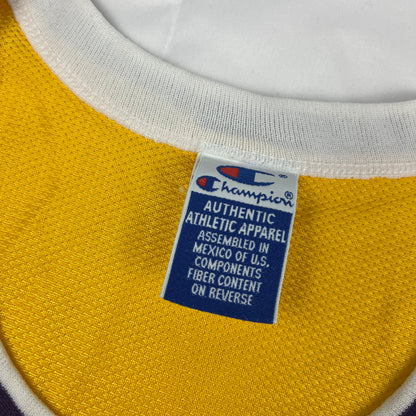 Champion®
AUTHENTIC
ATHLETIC APPAREL
ASSEMBLED IN
MEXICO OF U.S.
COMPONENTS
FIBER CONTENT
ON REVERSE